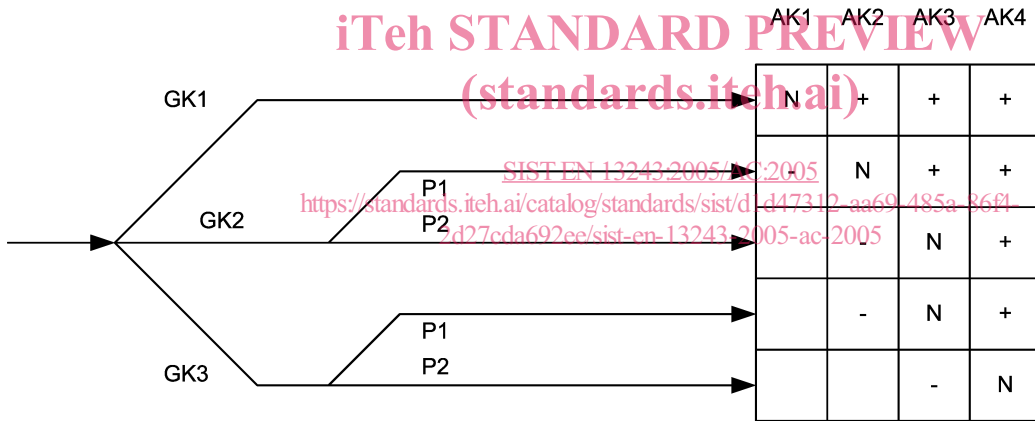 AK1 AK2 AK3 AK4
iTeh STANDARD PREVIEW
(standards.iteh.ai)
GK1
N + + +
SIST EN 13243:2005/AC:2005
- N + +
P1
https://standards.iteh.ai/catalog/standards/sist/d1d47312-aa69-485a-86f4-
GK2
P2
2d27cda692ee/sist-en-13243-2005-ac-2005
- N +
- N +
P1
P2
GK3
- N